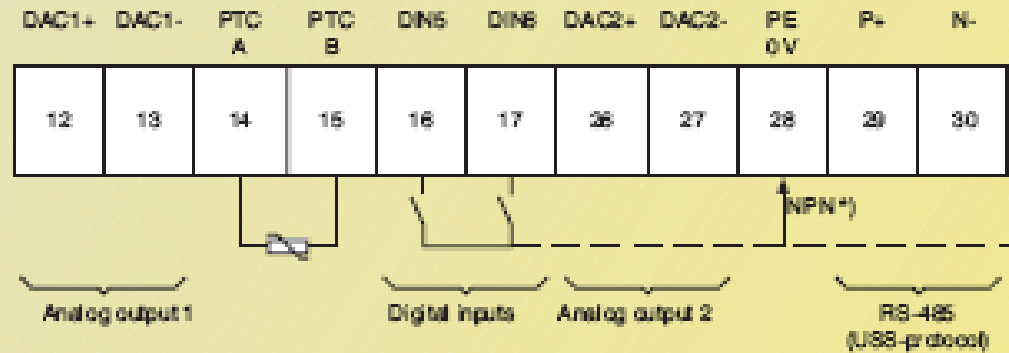 DAC1+ DAC1- PTC PTC DIN5 DIN6 DAC2+ DAC2- PE P+ N-
A B 0V
12 13 14 15 16 17 26 27 28 29 30
NPN*)
Analog output 1 Digital inputs Analog output 2 RS-485
(USS-protocol)